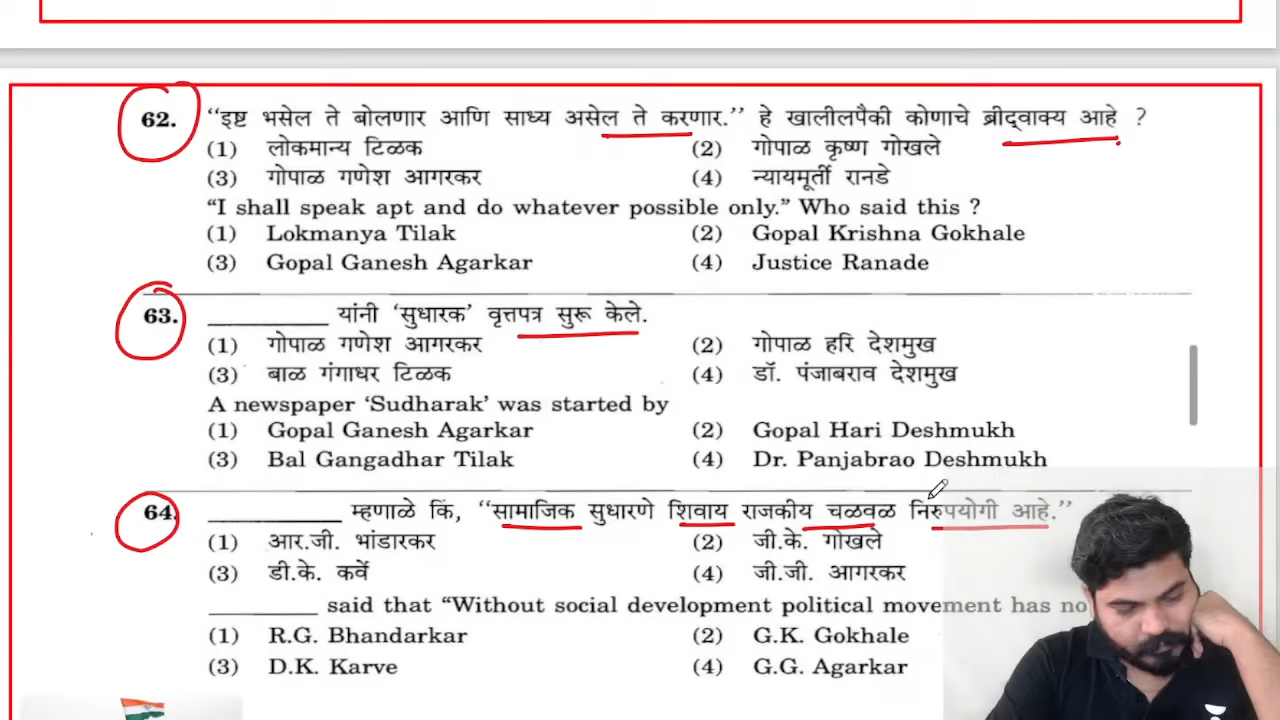 62. “इष्ट भसेल ते बोलणार आणि साध्य असेल ते करणार.” हे खालीलपैकी कोणाचे ब्रीद्वाक्य आहे ?
(1) लोकमान्य टिळक (2) गोपाळ कृष्ण गोखले
(3) गोपाळ गणेश आगरकर (4) न्यायमूर्ती रानडे
“I shall speak apt and do whatever possible only.” Who said this ?
(1) Lokmanya Tilak (2) Gopal Krishna Gokhale
(3) Gopal Ganesh Agarkar (4) Justice Ranade
63. __________ यांनी ‘सुधारक’ वृत्तपत्र सुरू केले.
(1) गोपाळ गणेश आगरकर (2) गोपाळ हरि देशमुख
(3) बाळ गंगाधर टिळक (4) डॉ. पंजाबराव देशमुख
A newspaper ‘Sudharak’ was started by
(1) Gopal Ganesh Agarkar (2) Gopal Hari Deshmukh
(3) Bal Gangadhar Tilak (4) Dr. Panjabrao Deshmukh
64. __________ म्हणाळे किं, “सामाजिक सुधारणे शिवाय राजकीय चळवळ निरुपयोगी आहे.”
(1) आर.जी. भांडारकर (2) जी.के. गोखले
(3) डी.के. कर्वे (4) जी.जी. आगरकर
__________ said that “Without social development political movement has no
(1) R.G. Bhandarkar (2) G.K. Gokhale
(3) D.K. Karve (4) G.G. Agarkar